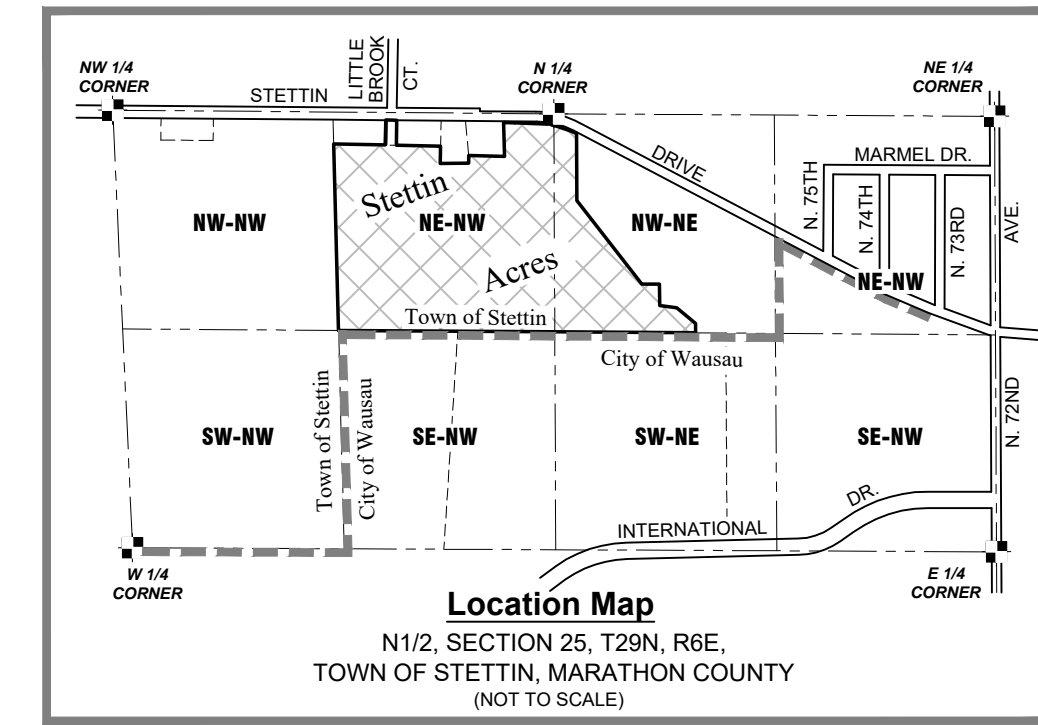 NW 1/4
CORNER
STETTIN
LITTLE
BROOK
CT.
N 1/4
CORNER
NE 1/4
CORNER
DRIVE
MARMEL DR.
N. 75TH
N. 74TH
N. 73RD
AVE.
Stettin
Acres
NW-NW
NE-NW
NW-NE
NE-NW
Town of Stettin
City of Wausau
Town of Stettin
City of Wausau
SW-NW
SE-NW
SW-NE
SE-NW
N. 72ND
INTERNATIONAL
DR.
W 1/4
CORNER
E 1/4
CORNER
Location Map
N1/2, SECTION 25, T29N, R6E,
TOWN OF STETTIN, MARATHON COUNTY
(NOT TO SCALE)